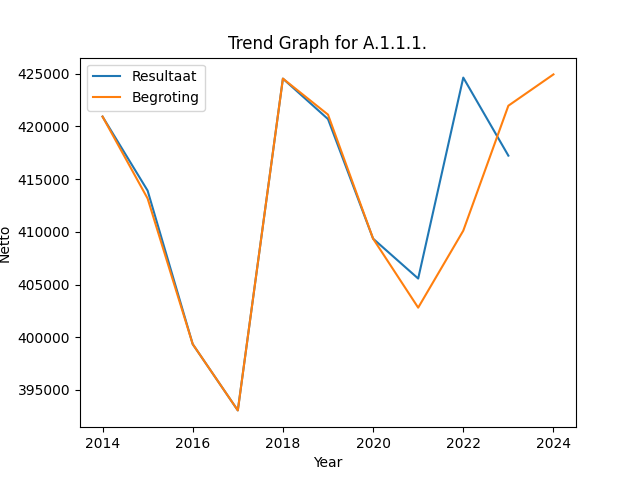 Trend Graph for A.1.1.1.
Resultaat
Begroting
425000
420000
415000
410000
405000
400000
395000
Netto
2014 2016 2018 2020 2022 2024
Year